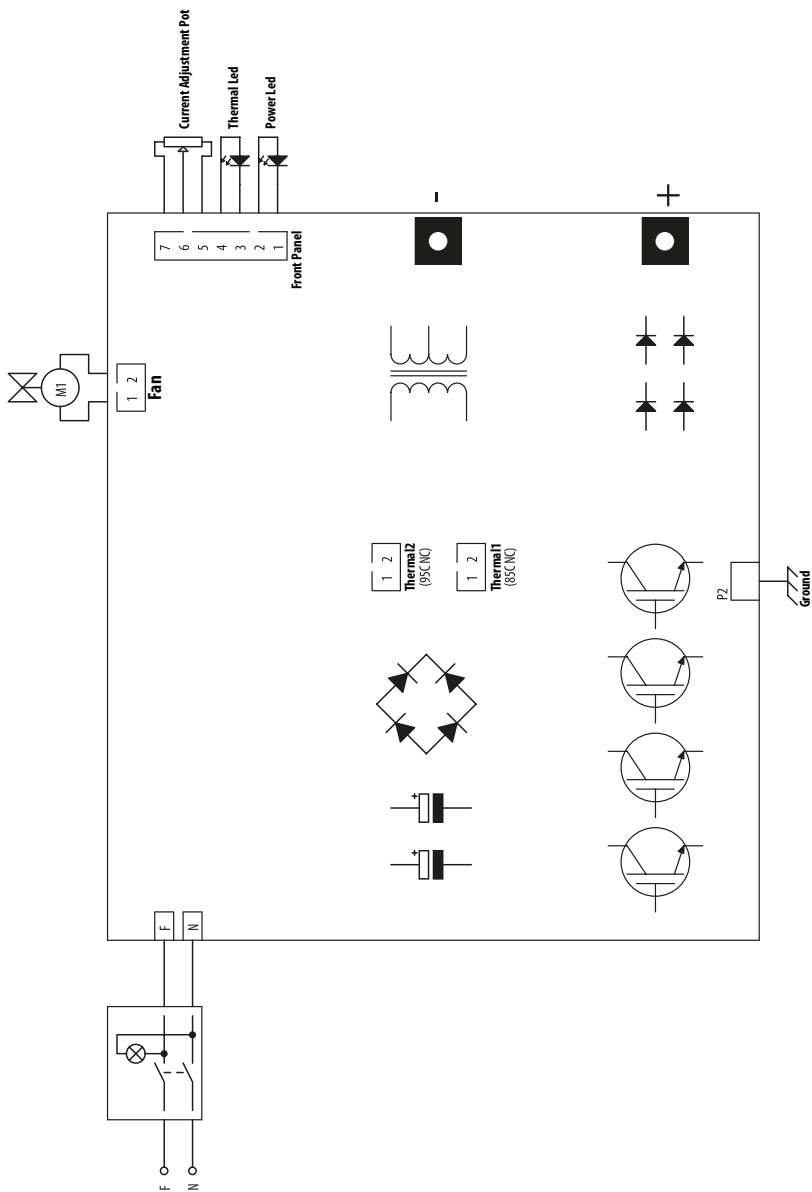 Current Adjustment Pot
Thermal Led
Power Led
7
6
5
4
3
2
1
Front Panel
-
+
M1
1 2
Fan
1 2
Thermal2
(95C NC)
1 2
Thermal1
(85C NC)
P2
Ground
+
+
F
N
F
N